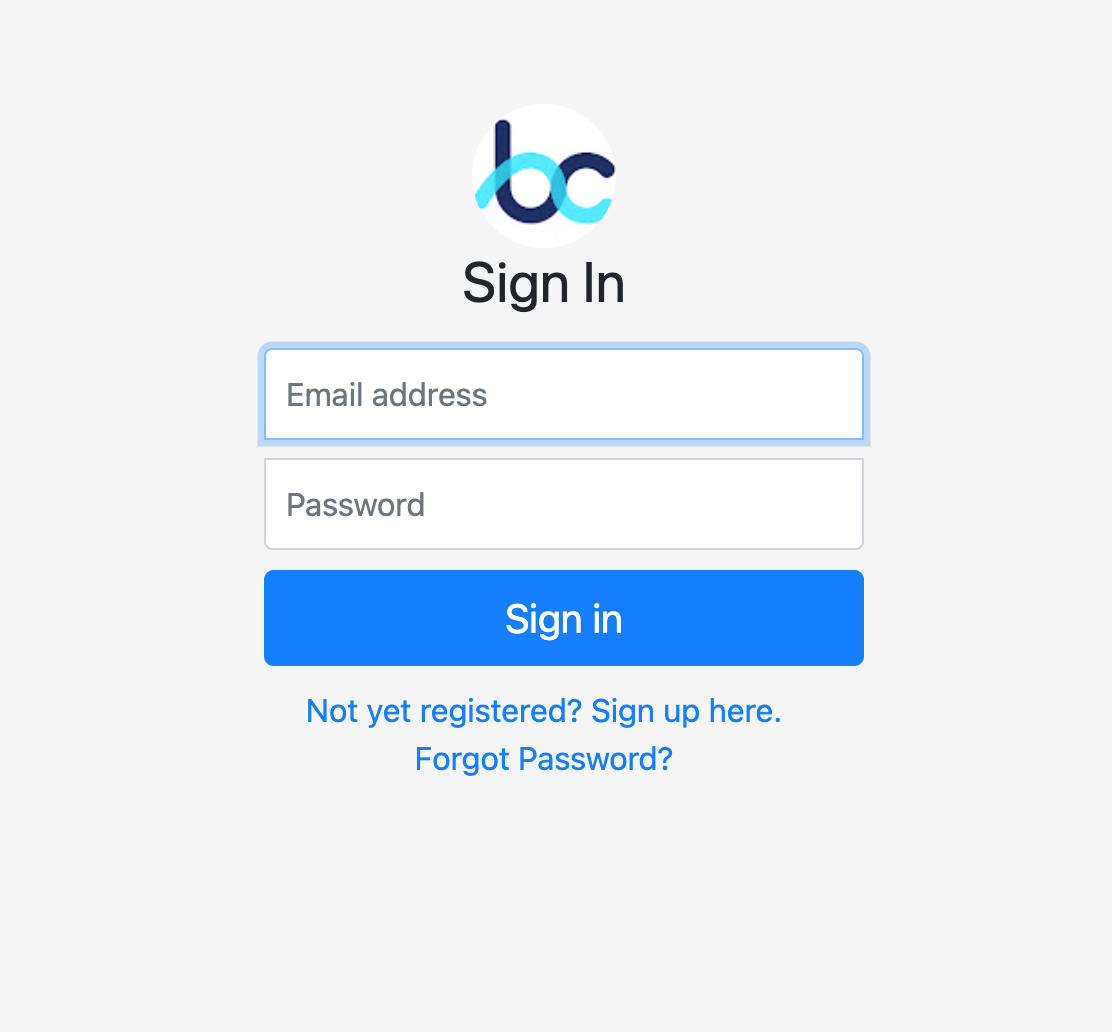 bc
Sign In
Email address
Password
Sign in
Not yet registered? Sign up here.
Forgot Password?